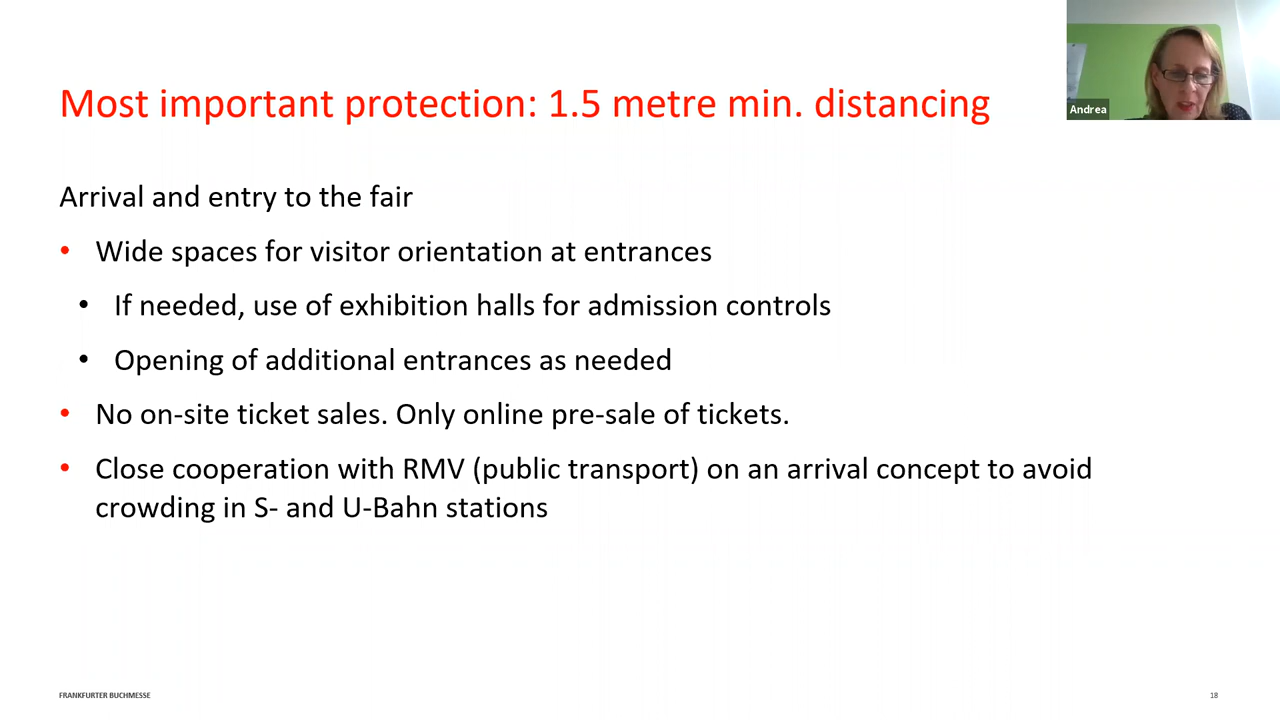 Most important protection: 1.5 metre min. distancing
Andrea
Arrival and entry to the fair
• Wide spaces for visitor orientation at entrances
• If needed, use of exhibition halls for admission controls
• Opening of additional entrances as needed
• No on-site ticket sales. Only online pre-sale of tickets.
• Close cooperation with RMV (public transport) on an arrival concept to avoid
crowding in S- and U-Bahn stations
FRANKFURTER BUCHMESSE
18